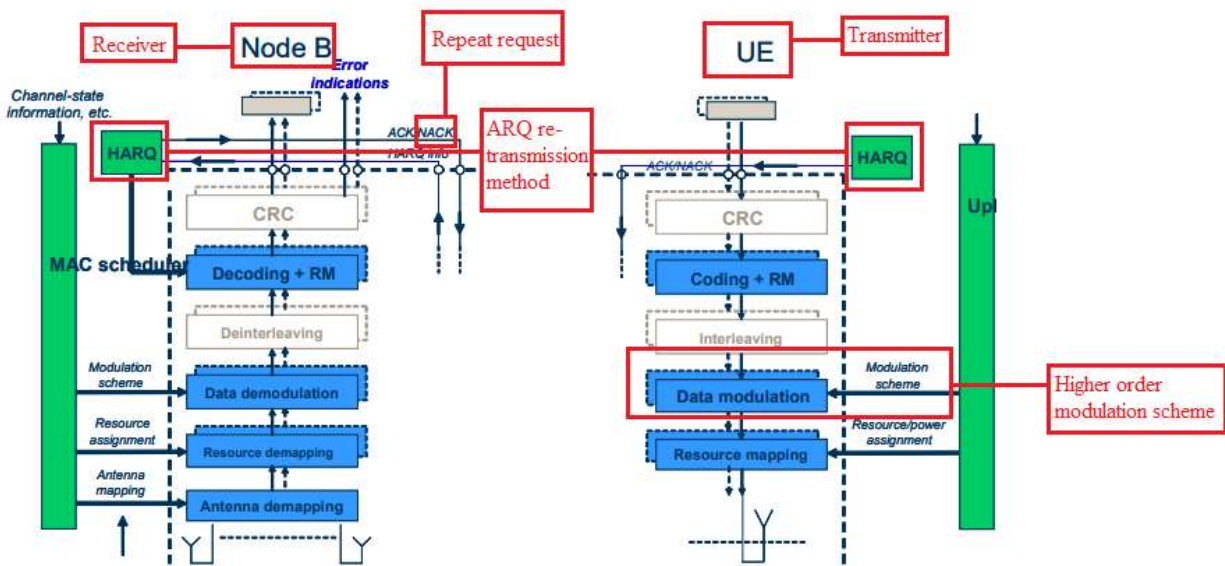 Receiver
Node B
Repeat request
UE
Transmitter
Error
indications
Channel-state
information, etc.
HARQ
ACK/NACK
HARQ info
ARQ re-
transmission
method
ACK/NACK
HARQ
CRC
CRC
Upl
MAC scheduler
Decoding + RM
Coding + RM
Deinterleaving
Interleaving
Modulation
scheme
Data demodulation
Data modulation
Modulation
scheme
Higher order
modulation scheme
Resource
assignment
Resource demapping
Resource mapping
Resource/power
assignment
Antenna
mapping
Antenna demapping